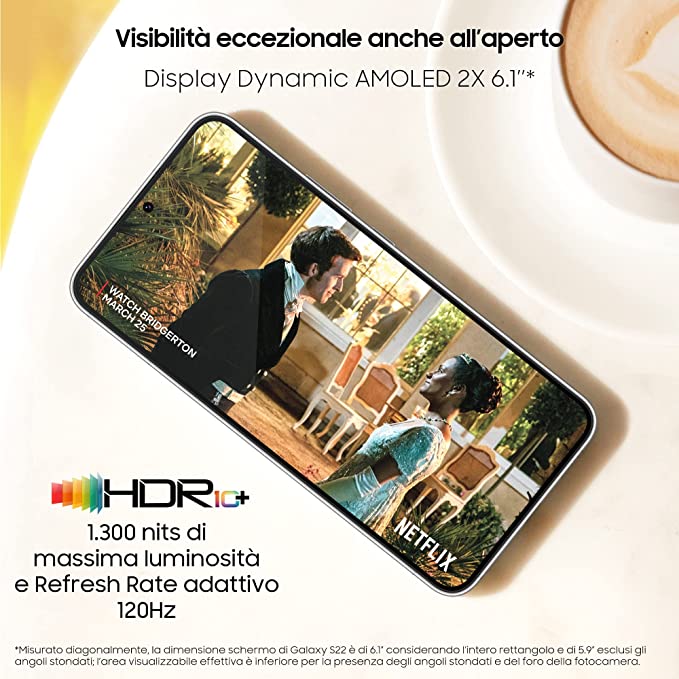 Visibilità eccezionale anche all'aperto
Display Dynamic AMOLED 2X 6.1"*
WATCH BRIDGERTON
MARCH 25
NETFLIX
HDR10+
1.300 nits di
massima luminosità
e Refresh Rate adattivo
120Hz
*Misurato diagonalmente, la dimensione schermo di Galaxy S22 è di 6.1" considerando l'intero rettangolo e di 5.9" esclusi gli
angoli stondati; l'area visualizzabile effettiva è inferiore per la presenza degli angoli stondati e del foro della fotocamera.